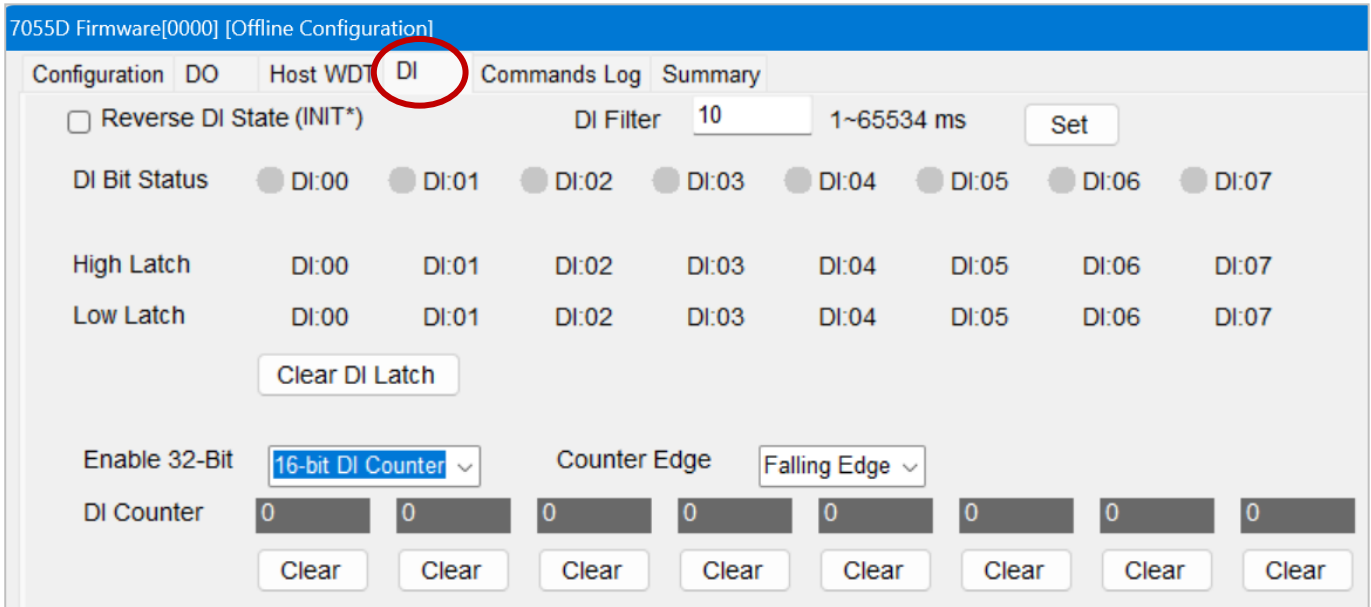 7055D Firmware[0000] [Offline Configuration]
Configuration DO Host WDT DI Commands Log Summary
Reverse DI State (INIT*) DI Filter 10 1~65534 ms Set
DI Bit Status DI:00 DI:01 DI:02 DI:03 DI:04 DI:05 DI:06 DI:07
High Latch DI:00 DI:01 DI:02 DI:03 DI:04 DI:05 DI:06 DI:07
Low Latch DI:00 DI:01 DI:02 DI:03 DI:04 DI:05 DI:06 DI:07
Clear DI Latch
Enable 32-Bit 16-bit DI Counter Counter Edge Falling Edge
DI Counter 0 0 0 0 0 0 0 0
Clear Clear Clear Clear Clear Clear Clear Clear